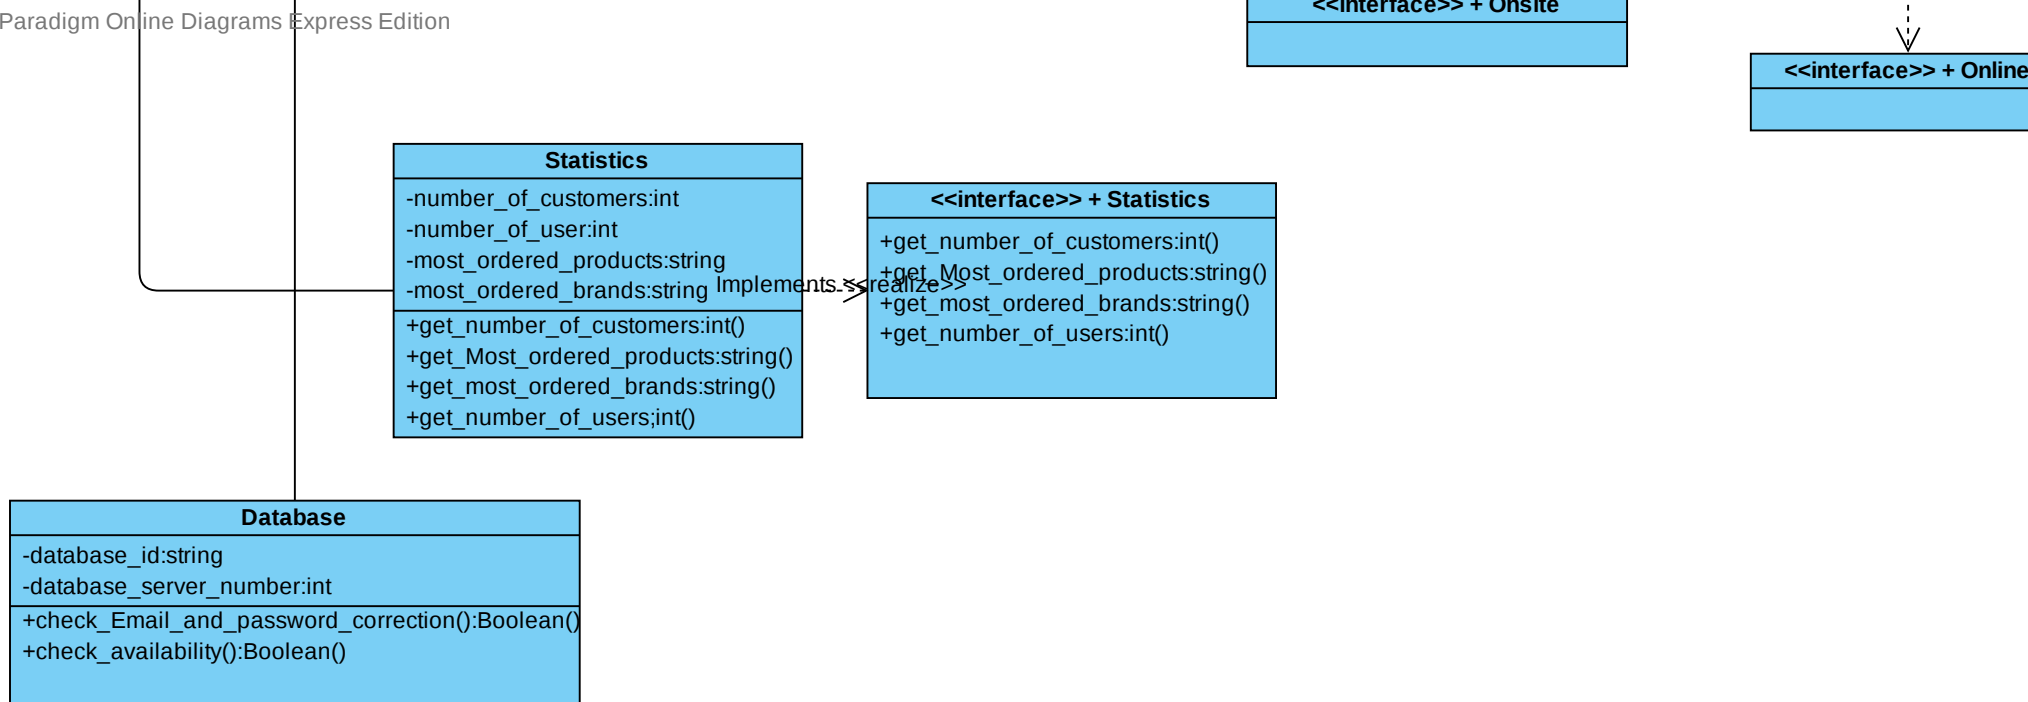 Paradigm Online Diagrams Express Edition
<<interface>> + Onsite
<<interface>> + Online
Statistics
-number_of_customers:int
-number_of_user:int
-most_ordered_products:string
-most_ordered_brands:string
+get_number_of_customers:int()
+get_Most_ordered_products:string()
+get_most_ordered_brands:string()
+get_number_of_users;int()
Implements <<realize>>
<<interface>> + Statistics
+get_number_of_customers:int()
+get_Most_ordered_products:string()
+get_most_ordered_brands:string()
+get_number_of_users:int()
Database
-database_id:string
-database_server_number:int
+check_Email_and_password_correction():Boolean()
+check_availability():Boolean()